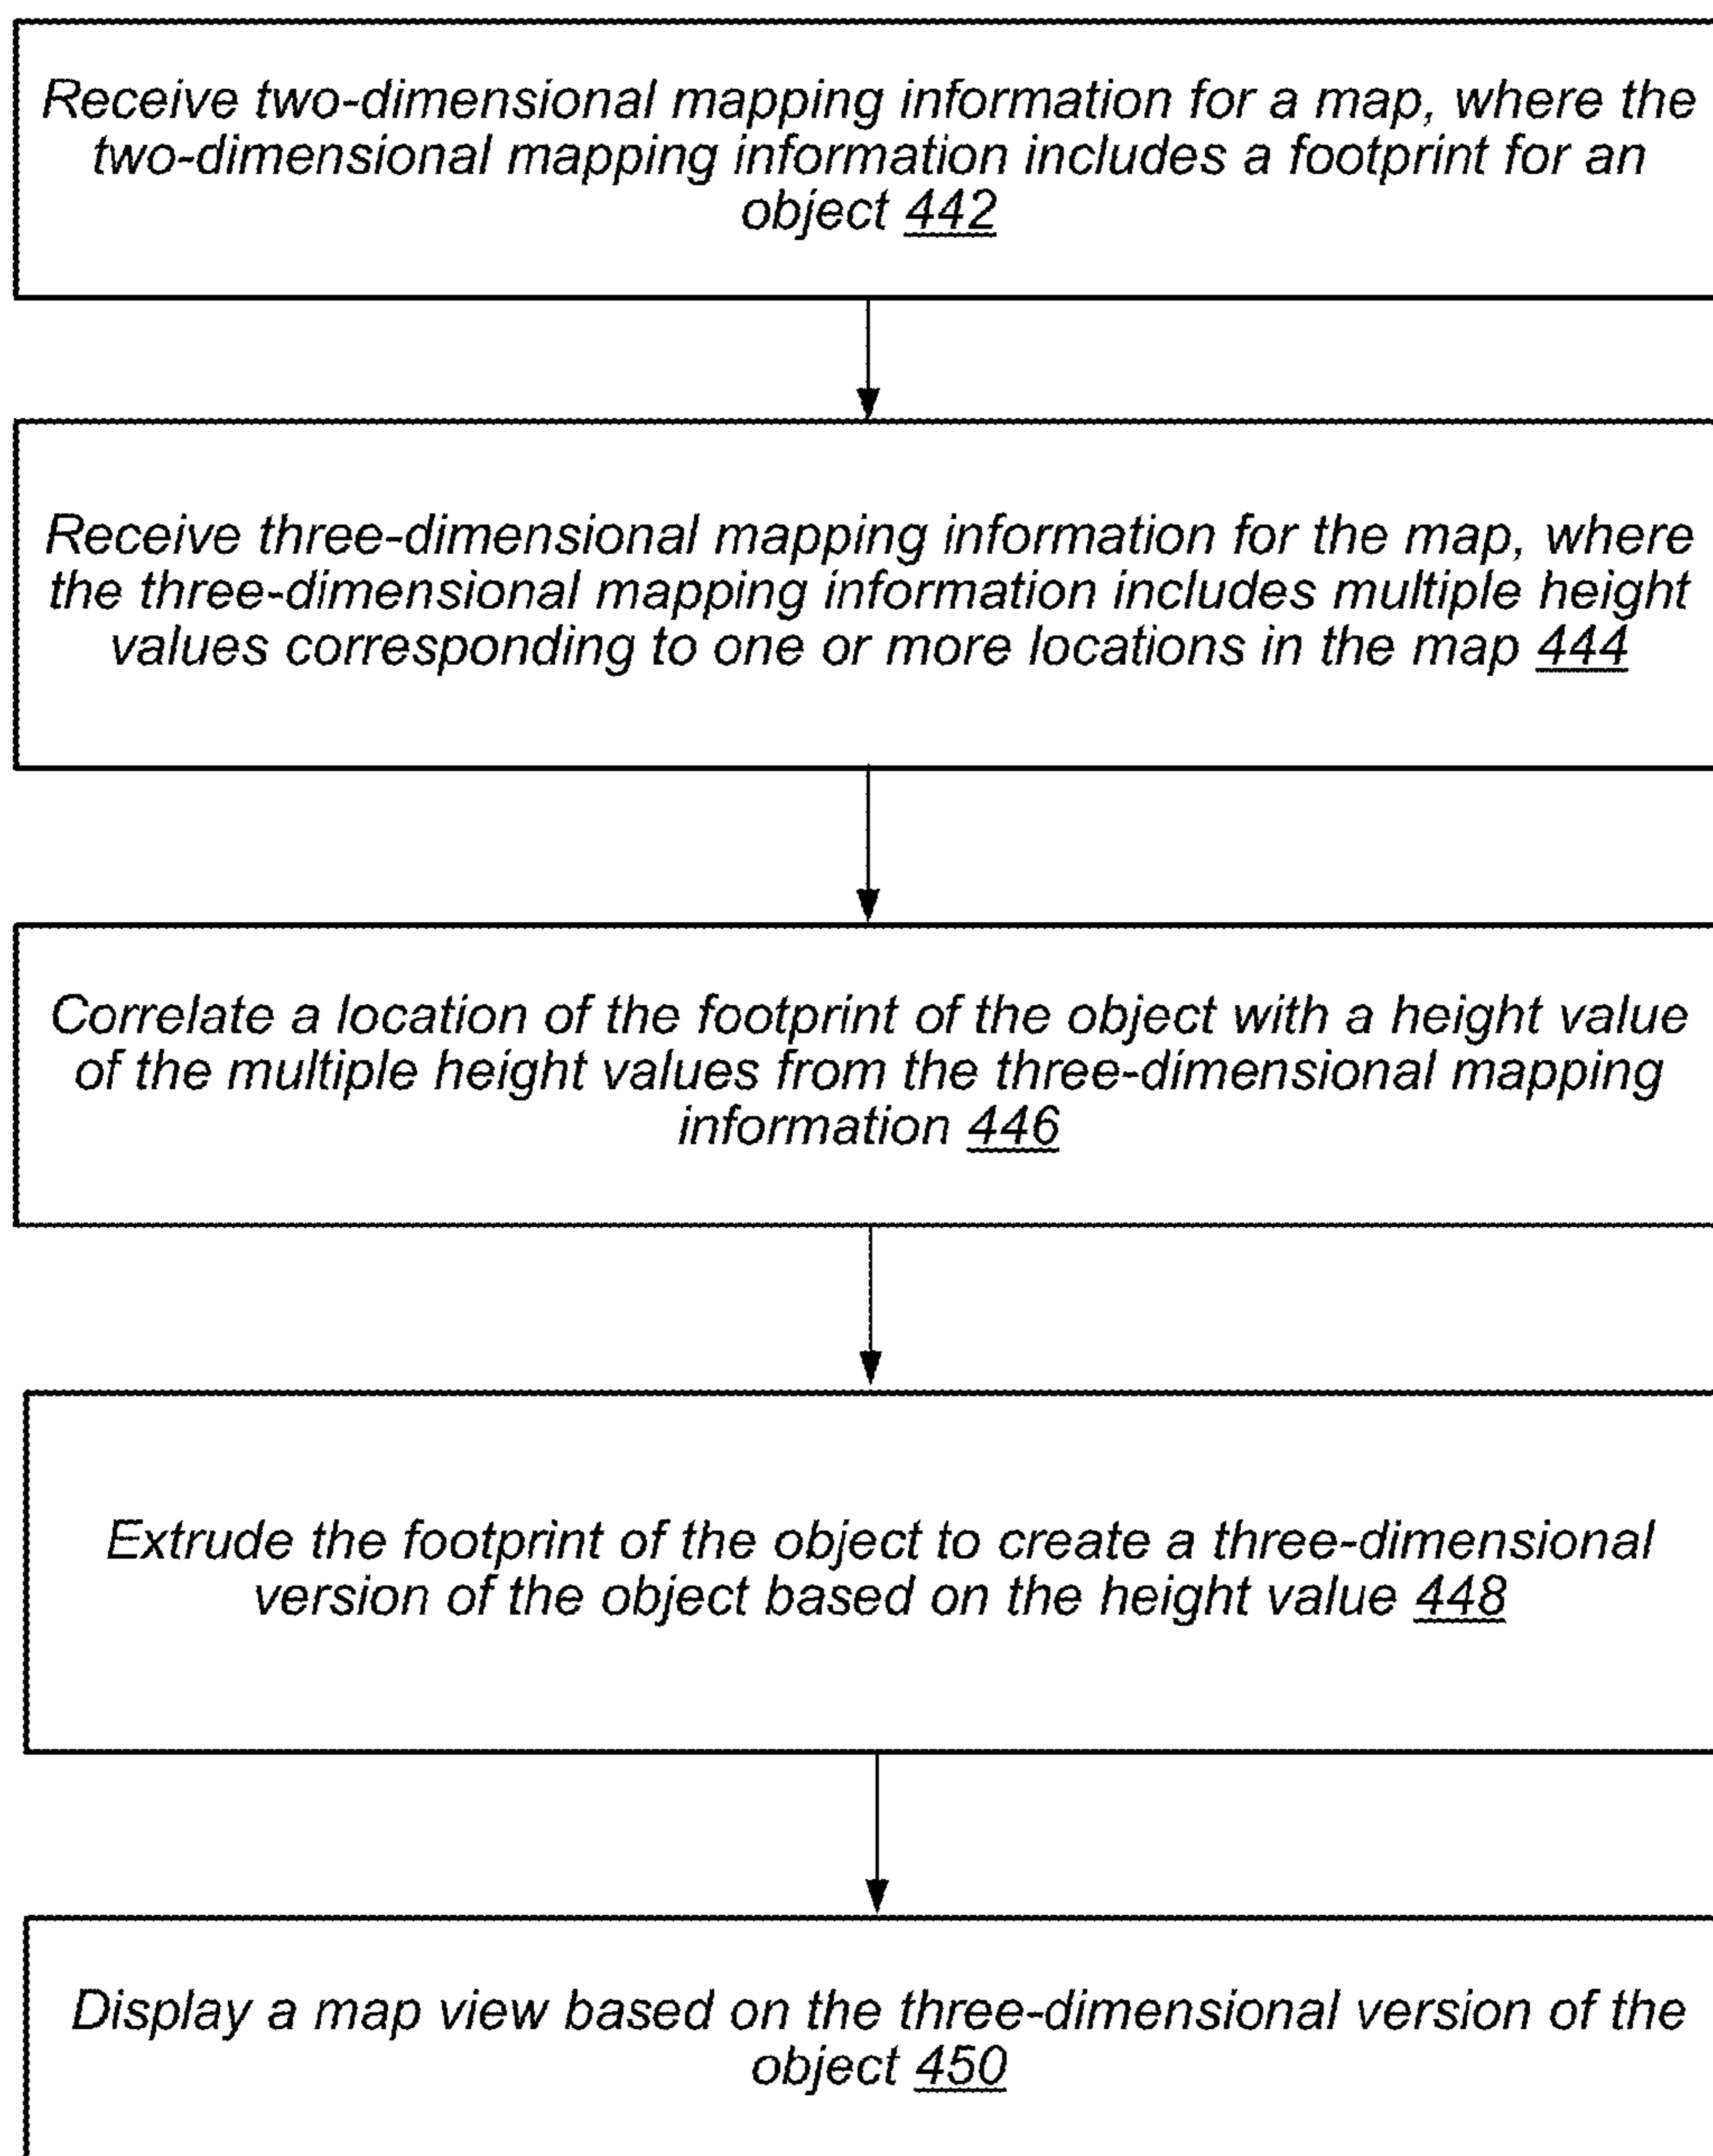 Receive two-dimensional mapping information for a map, where the
two-dimensional mapping information includes a footprint for an
object 442
Receive three-dimensional mapping information for the map, where
the three-dimensional mapping information includes multiple height
values corresponding to one or more locations in the map 444
Correlate a location of the footprint of the object with a height value
of the multiple height values from the three-dimensional mapping
information 446
Extrude the footprint of the object to create a three-dimensional
version of the object based on the height value 448
Display a map view based on the three-dimensional version of the
object 450